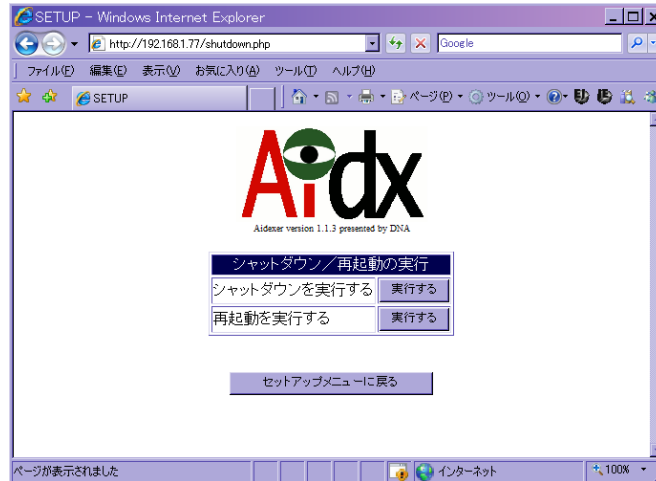 SETUP - Windows Internet Explorer
http://192.168.1.77/shutdown.php
Google
ファイル(F) 編集(E) 表示(V) お気に入り(A) ツール(T) ヘルプ(H)
SETUP
ページ(P) ツール(O)
Aidx
Aidexer version 1.1.3 presented by DNA
シャットダウン／再起動の実行
シャットダウンを実行する 実行する
再起動を実行する 実行する
セットアップメニューに戻る
ページが表示されました インターネット 100%